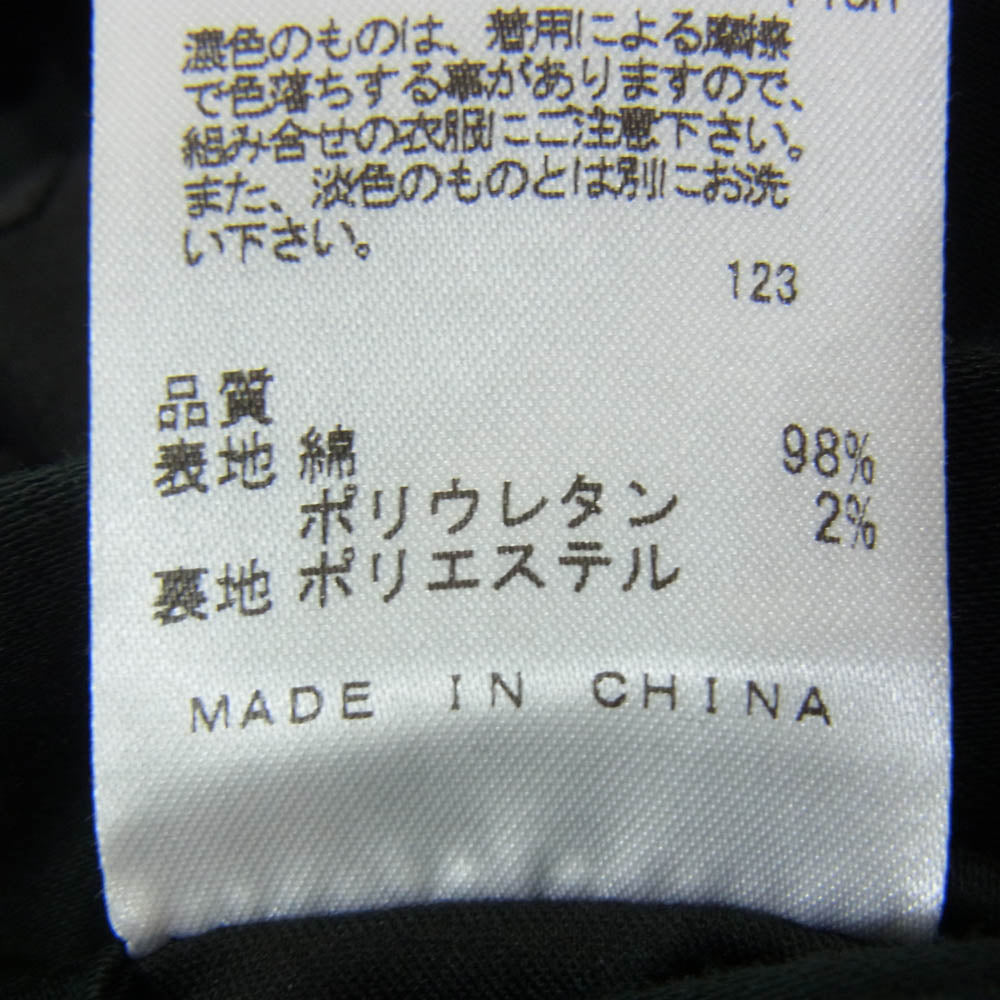 濃色のものは、着用による摩擦
で色落ちする事がありますので、
組み合せの衣服にご注意下さい。
また、淡色のものとは別にお洗
い下さい。
123
品質
表地 綿 98%
ポリウレタン 2%
裏地 ポリエステル
MADE IN CHINA